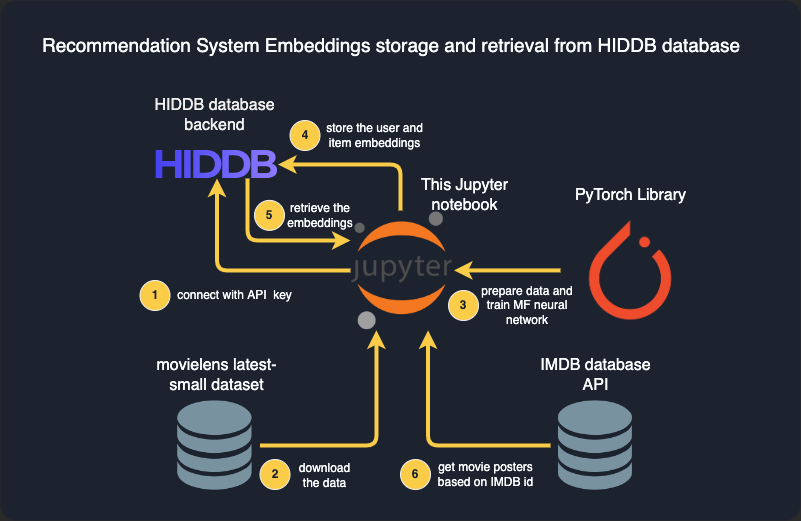 Recommendation System Embeddings storage and retrieval from HIDDB database
HIDDB database
backend
HIDDB
4
store the user and
item embeddings
This Jupyter
notebook
PyTorch Library
5
retrieve the
embeddings
jupyter
1
connect with API key
3
prepare data and
train MF neural
network
movielens latest-
small dataset
IMDB database
API
2
download
the data
6
get movie posters
based on IMDB id